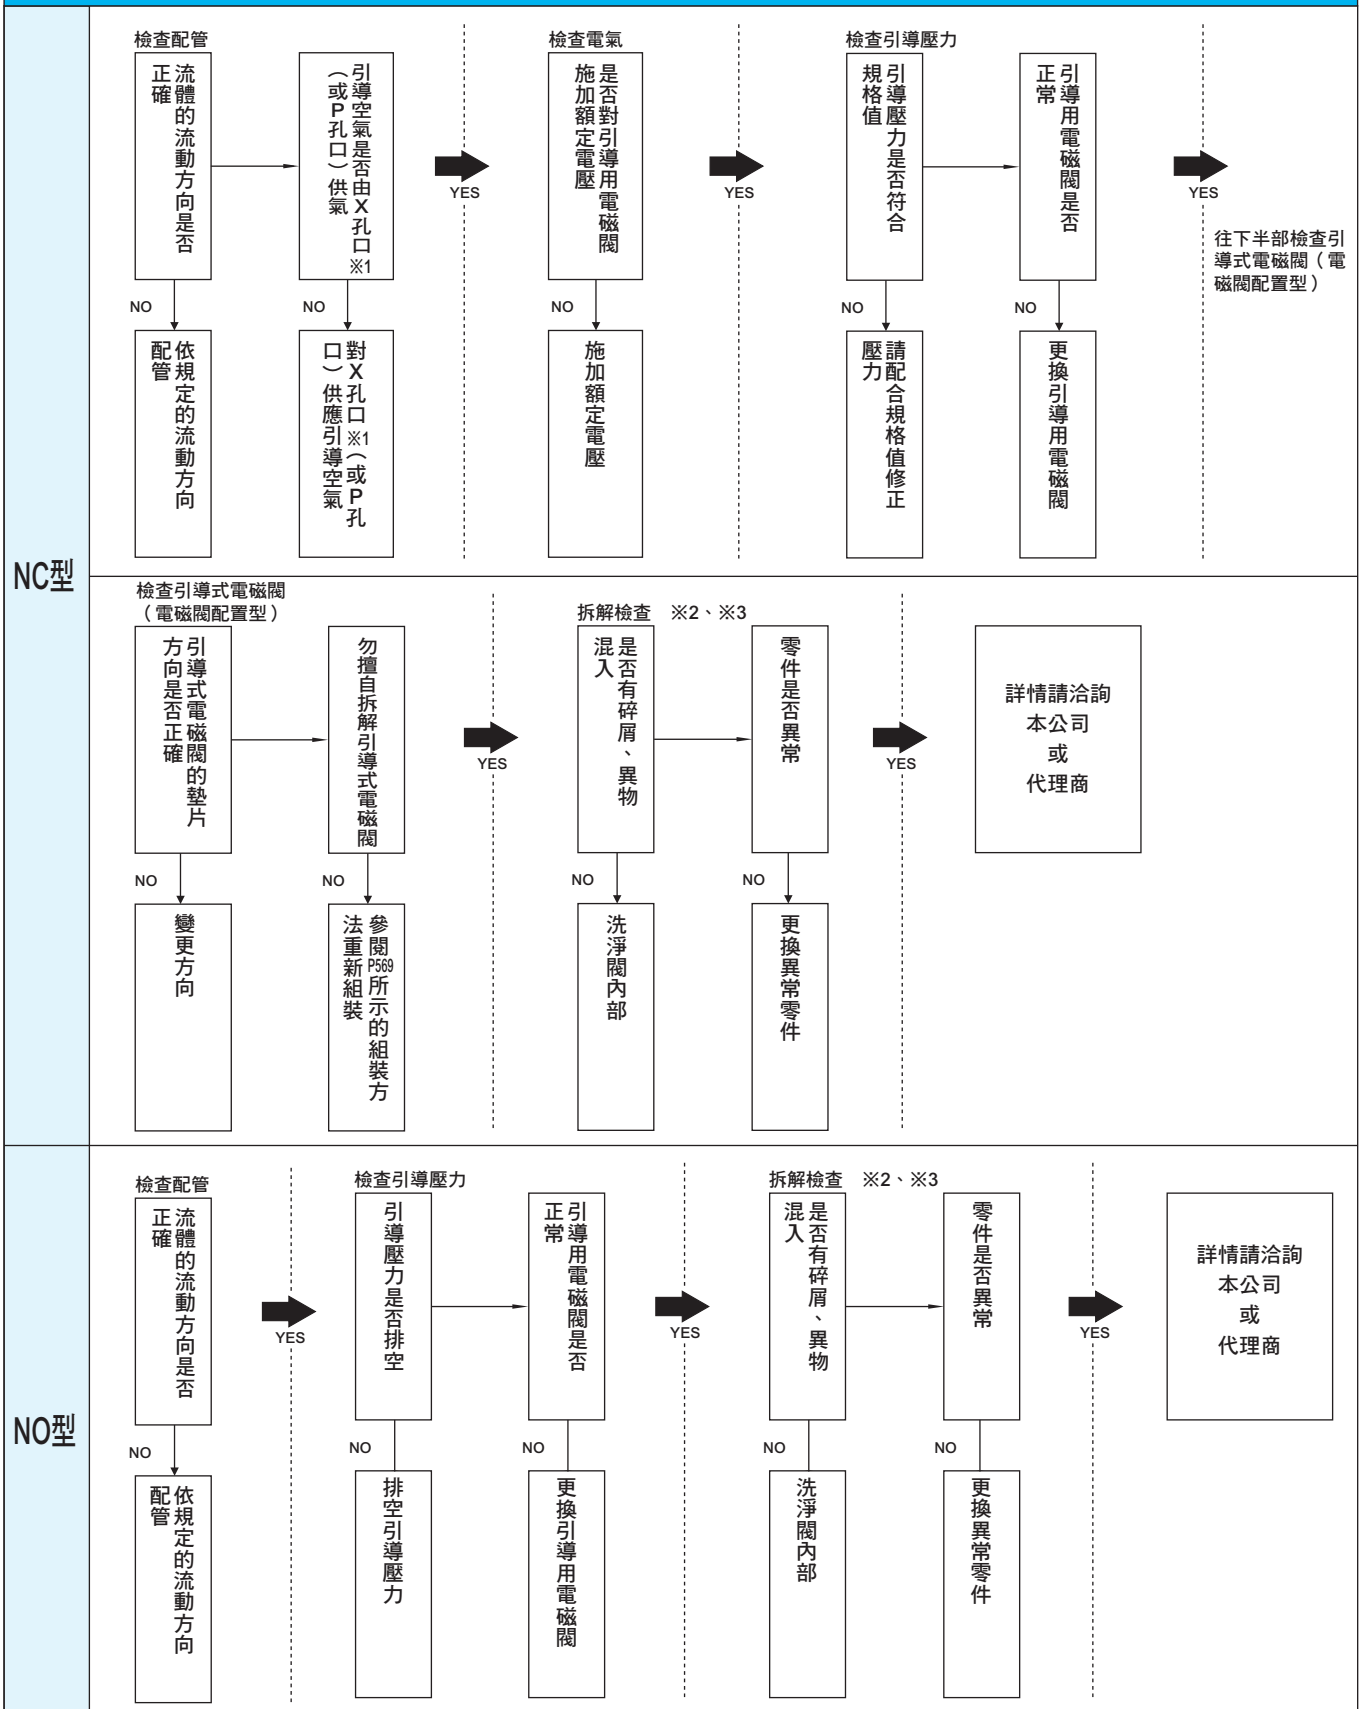 NC型
檢查配管
流體的流動方向是否
正確
引導空氣是否由X孔口※1
（或P孔口）供氣
YES
NO
依規定的流動方向
配管
NO
對X孔口※1（或P孔
口）供應引導空氣
檢查電氣
是否對引導用電磁閥
施加額定電壓
YES
NO
施加額定電壓
檢查引導壓力
引導壓力是否符合
規格值
引導用電磁閥是否
正常
YES
NO
請配合規格值修正
壓力
NO
更換引導用電磁閥
往下半部檢查引
導式電磁閥（電
磁閥配置型）
檢查引導式電磁閥
（電磁閥配置型）
引導式電磁閥的墊片
方向是否正確
勿擅自拆解引導式電磁閥
YES
NO
變更方向
NO
參閱P569所示的組裝方
法重新組裝
拆解檢查　※2、※3
是否有碎屑、異物
混入
零件是否異常
YES
NO
洗淨閥內部
NO
更換異常零件
詳情請洽詢
本公司
或
代理商
NO型
檢查配管
流體的流動方向是否
正確
YES
NO
依規定的流動方向
配管
檢查引導壓力
引導壓力是否排空
引導用電磁閥是否
正常
YES
NO
排空引導壓力
NO
更換引導用電磁閥
拆解檢查　※2、※3
是否有碎屑、異物
混入
零件是否異常
YES
NO
洗淨閥內部
NO
更換異常零件
詳情請洽詢
本公司
或
代理商